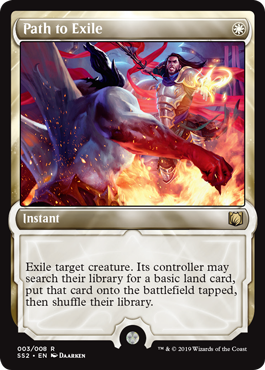 Path to Exile
Instant
Exile target creature. Its controller may
search their library for a basic land card,
put that card onto the battlefield tapped,
then shuffle their library.
003/008 R
SS2 • EN Daarken
™ & © 2019 Wizards of the Coast